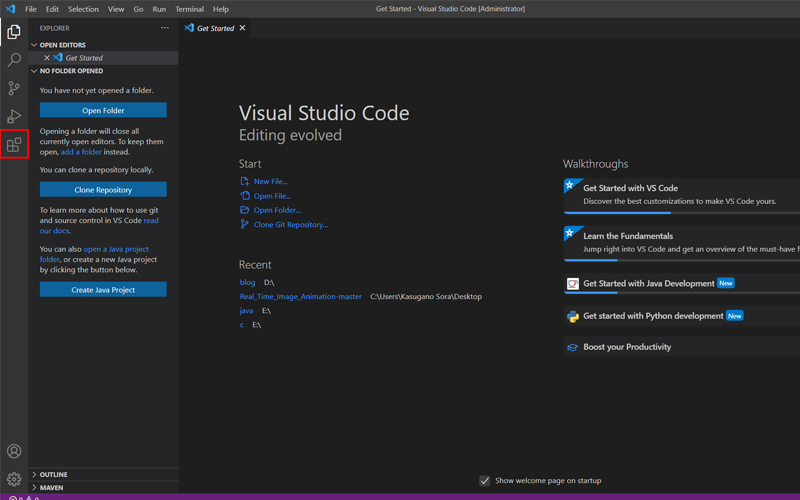 File Edit Selection View Go Run Terminal Help
Get Started - Visual Studio Code [Administrator]
EXPLORER
Get Started
OPEN EDITORS
Get Started
NO FOLDER OPENED
You have not yet opened a folder.
Open Folder
Opening a folder will close all
currently open editors. To keep them
open, add a folder instead.
You can clone a repository locally.
Clone Repository
To learn more about how to use git
and source control in VS Code read
our docs.
You can also open a Java project
folder, or create a new Java project
by clicking the button below.
Create Java Project
OUTLINE
MAVEN
Visual Studio Code
Editing evolved
Start
New File...
Open File...
Open Folder...
Clone Git Repository...
Recent
blog D:\
Real_Time_Image_Animation-master C:\Users\Kasugano Sora\Desktop
java E:\
c E:\
Walkthroughs
Get Started with VS Code
Discover the best customizations to make VS Code yours.
Learn the Fundamentals
Jump right into VS Code and get an overview of the must-have f
Get Started with Java Development New
Get started with Python development New
Boost your Productivity
Show welcome page on startup